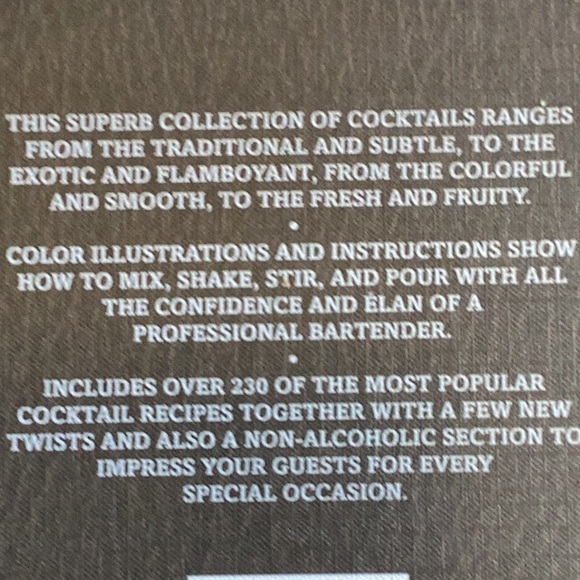 THIS SUPERB COLLECTION OF COCKTAILS RANGES
FROM THE TRADITIONAL AND SUBTLE, TO THE
EXOTIC AND FLAMBOYANT, FROM THE COLORFUL
AND SMOOTH, TO THE FRESH AND FRUITY.
•
COLOR ILLUSTRATIONS AND INSTRUCTIONS SHOW
HOW TO MIX, SHAKE, STIR, AND POUR WITH ALL
THE CONFIDENCE AND ÉLAN OF A
PROFESSIONAL BARTENDER.
•
INCLUDES OVER 230 OF THE MOST POPULAR
COCKTAIL RECIPES TOGETHER WITH A FEW NEW
TWISTS AND ALSO A NON-ALCOHOLIC SECTION TO
IMPRESS YOUR GUESTS FOR EVERY
SPECIAL OCCASION.